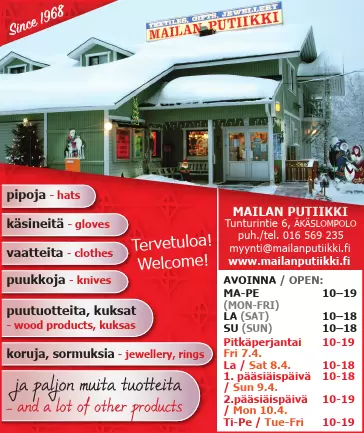 Since 1968
TEXTILES, GIFTS, JEWELLERY
MAILAN PUTIIKKI
pipoja - hats
käsineitä - gloves
vaatteita - clothes
puukkoja - knives
puutuotteita, kuksat
- wood products, kuksas
koruja, sormuksia - jewellery, rings
ja paljon muita tuotteita
- and a lot of other products
Tervetuloa!
Welcome!
MAILAN PUTIIKKI
Tunturintie 6, ÄKÄSLOMPOLO
puh./tel. 016 569 235
myynti@mailanputiikki.fi
www.mailanputiikki.fi
AVOINNA / OPEN:
MA-PE 10–19
(MON-FRI)
LA (SAT) 10–18
SU (SUN) 10–18
Pitkäperjantai 10-19
Fri 7.4.
La / Sat 8.4. 10-18
1. pääsiäispäivä 10-18
/ Sun 9.4.
2.pääsiäispäivä 10-19
/ Mon 10.4.
Ti-Pe / Tue-Fri 10-19